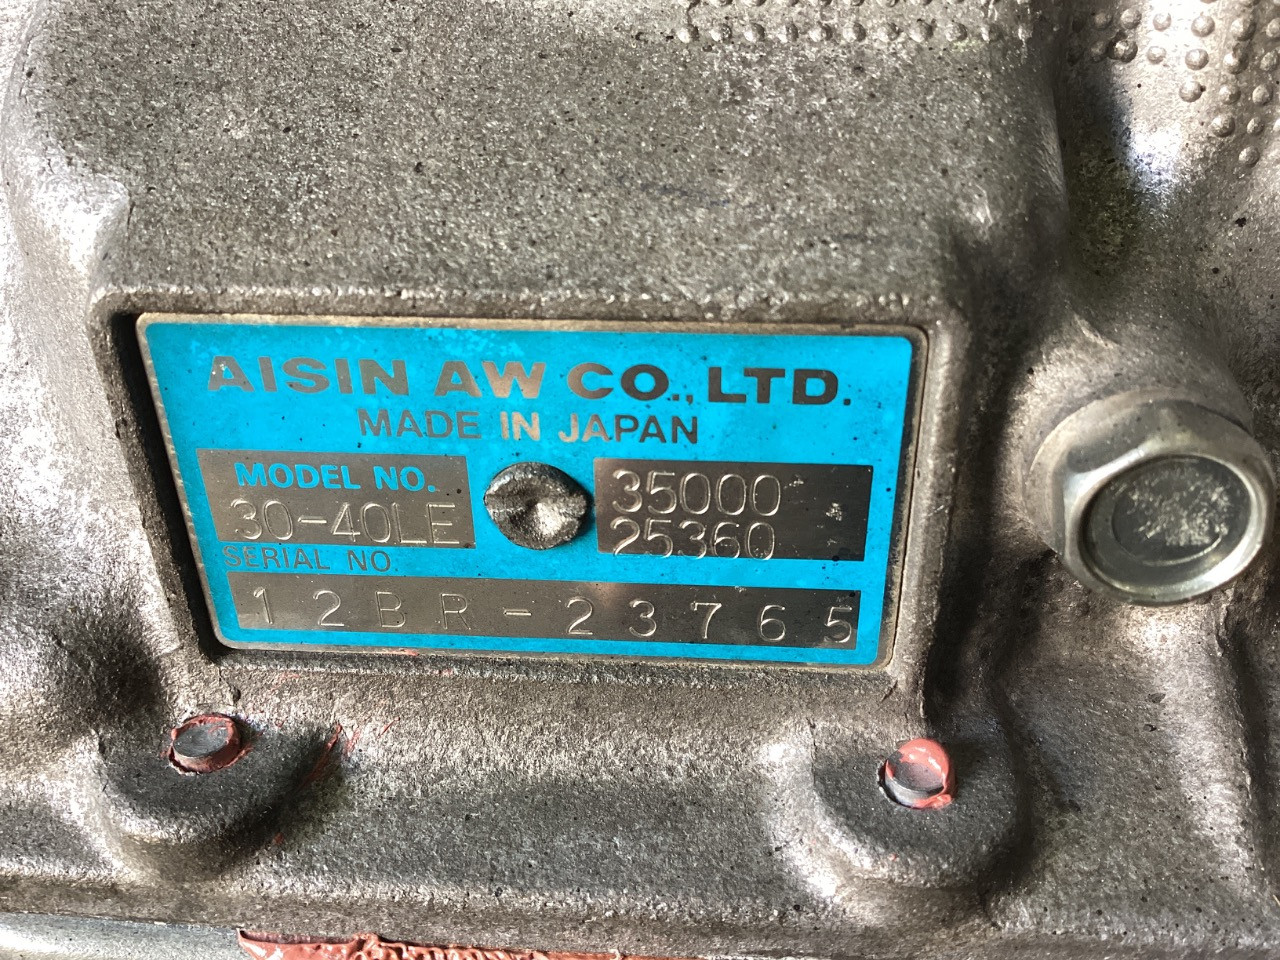 AISIN AW CO., LTD.
MADE IN JAPAN
MODEL NO.
30-40LE
35000
25360
SERIAL NO.
12BR-23765